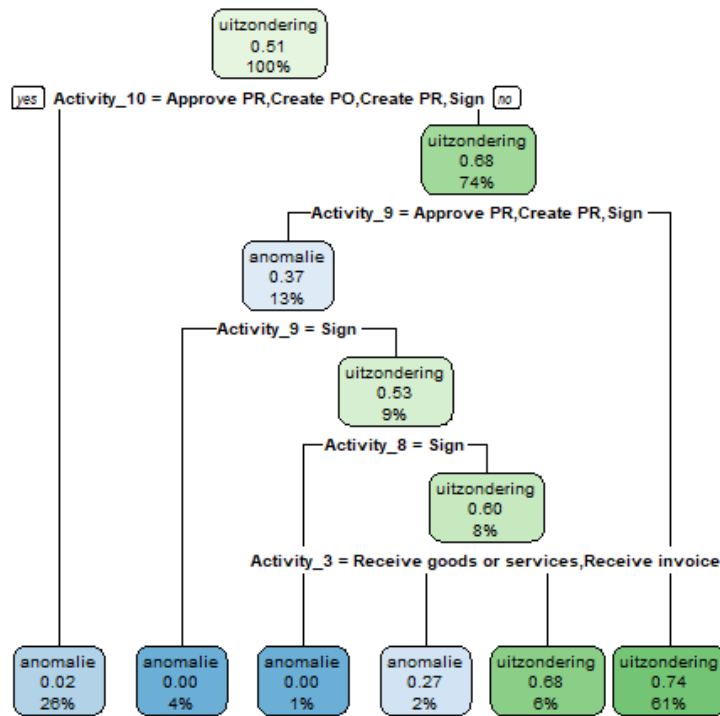 uitzondering
0.51
100%
yes Activity_10 = Approve PR,Create PO,Create PR,Sign no
uitzondering
0.68
74%
Activity_9 = Approve PR,Create PR,Sign
anomalie
0.37
13%
Activity_9 = Sign
uitzondering
0.53
9%
Activity_8 = Sign
uitzondering
0.60
8%
Activity_3 = Receive goods or services,Receive invoice
anomalie
0.02
26%
anomalie
0.00
4%
anomalie
0.00
1%
anomalie
0.27
2%
uitzondering
0.68
6%
uitzondering
0.74
61%